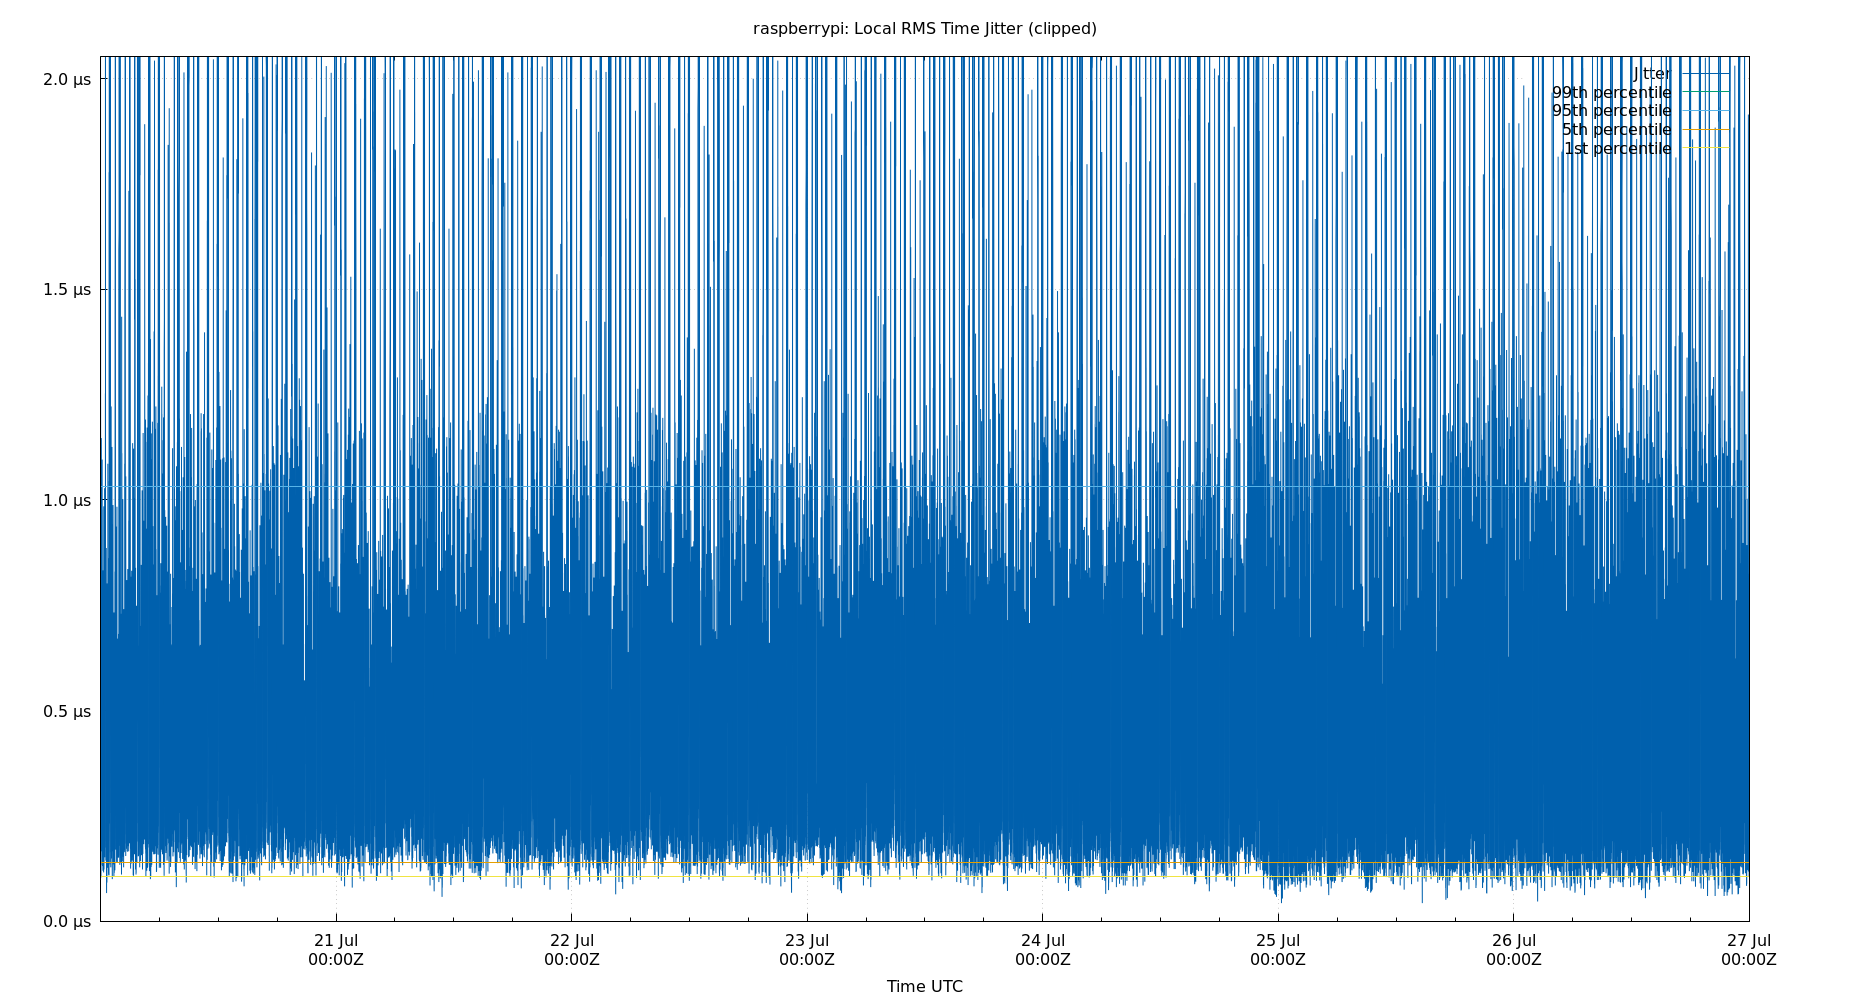 raspberrypi: Local RMS Time Jitter (clipped)
2.0 μs
1.5 μs
1.0 μs
0.5 μs
0.0 μs
Jitter
99th percentile
95th percentile
5th percentile
1st percentile
21 Jul
00:00Z
22 Jul
00:00Z
23 Jul
00:00Z
24 Jul
00:00Z
25 Jul
00:00Z
26 Jul
00:00Z
27 Jul
00:00Z
Time UTC